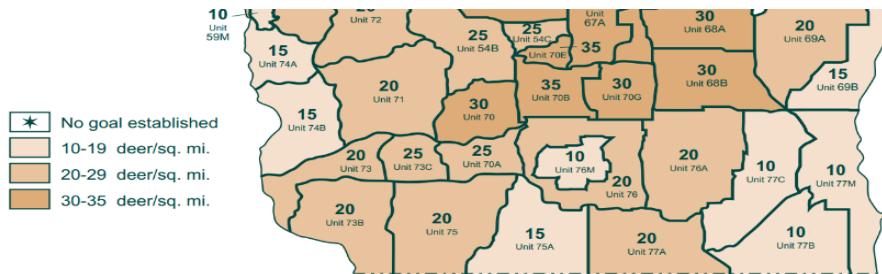 10
Unit
59M
20
Unit 72
25
Unit 54B
25
Unit 54C
Unit 70E
35
Unit
67A
30
Unit 68A
20
Unit 69A
15
Unit 74A
20
Unit 71
35
Unit 70B
30
Unit 70G
30
Unit 68B
15
Unit 69B
15
Unit 74B
30
Unit 70
✶ No goal established
10-19 deer/sq. mi.
20-29 deer/sq. mi.
30-35 deer/sq. mi.
20
Unit 73
25
Unit 73C
25
Unit 70A
10
Unit 76M
20
Unit 76
20
Unit 76A
10
Unit 77C
10
Unit 77M
20
Unit 73B
20
Unit 75
15
Unit 75A
20
Unit 77A
10
Unit 77B